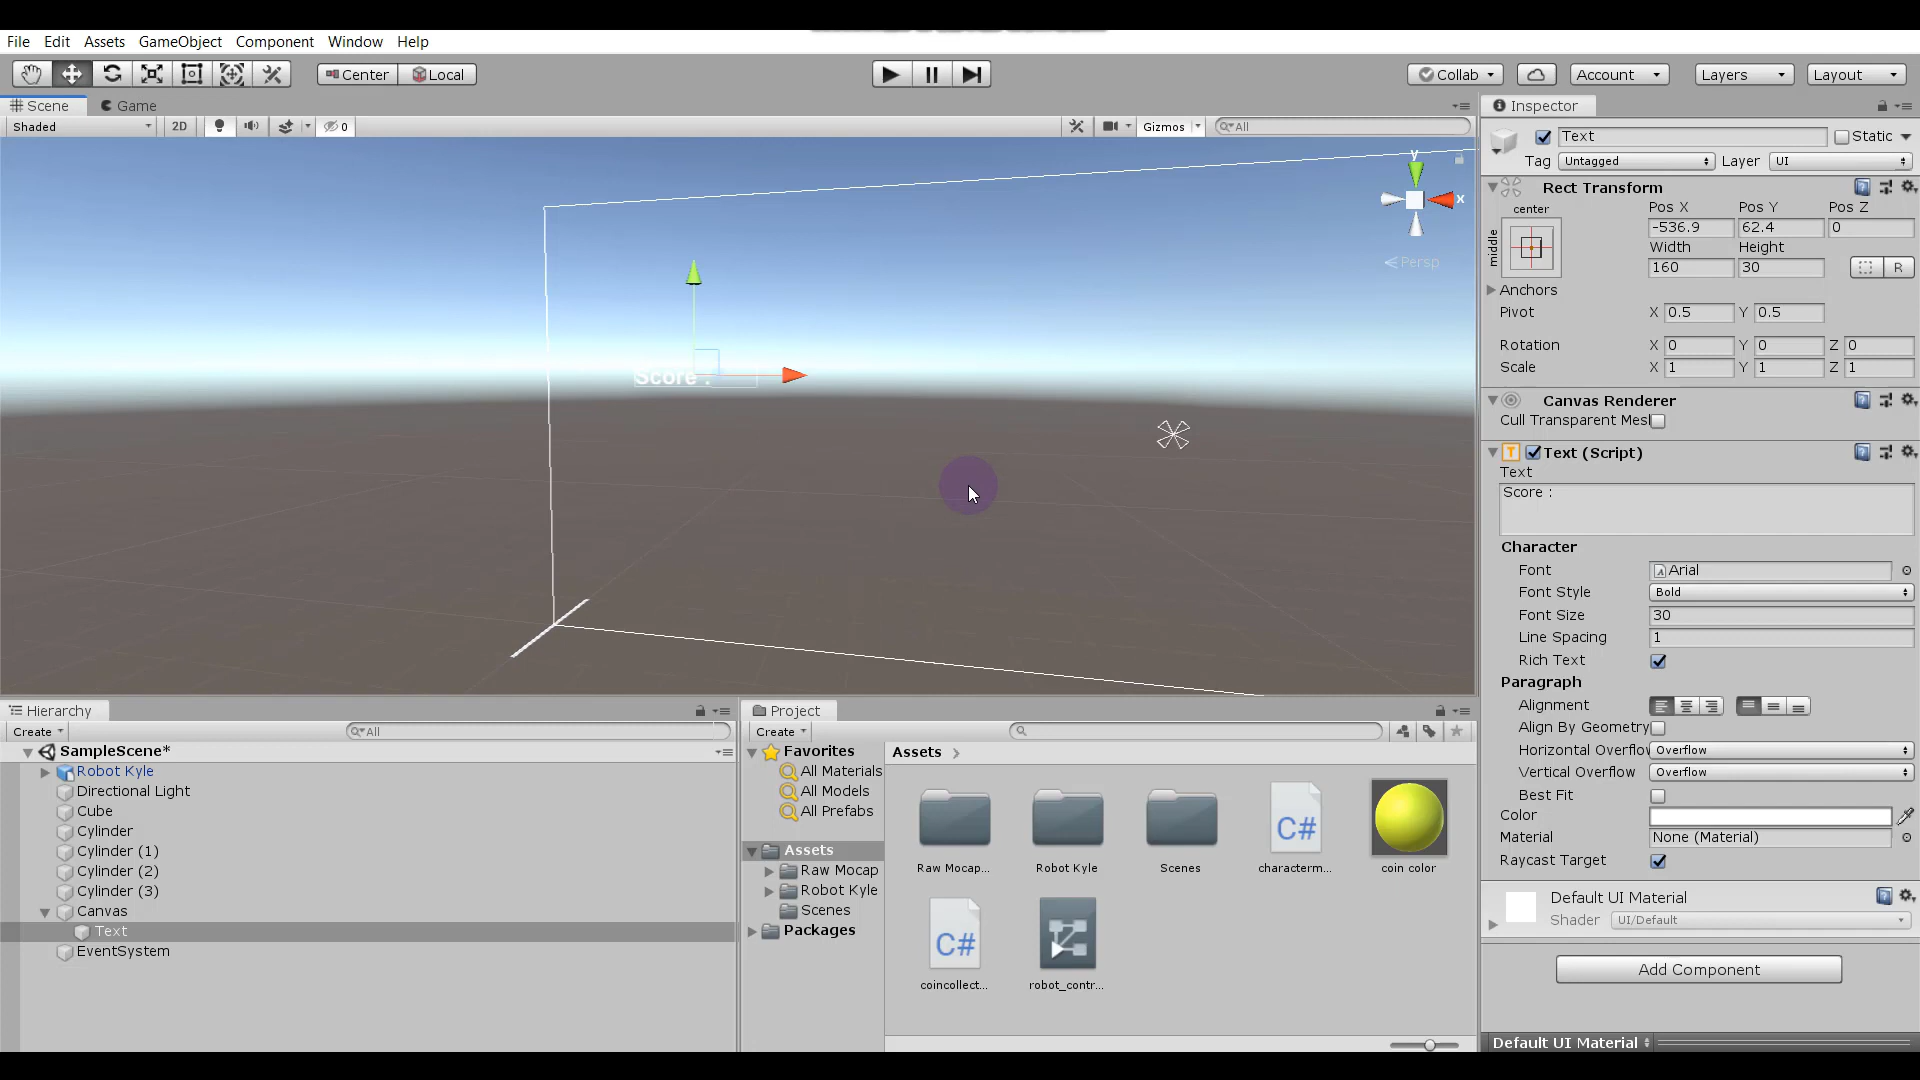 File Edit Assets GameObject Component Window Help
Center Local Collab Account Layers Layout
Scene Game
Shaded 2D 0 Gizmos All
y
x
Persp
Score :
Inspector
Text Static
Tag Untagged Layer UI
Rect Transform
center
middle
Pos X Pos Y Pos Z
-536.9 62.4 0
Width Height
160 30 R
Anchors
Pivot X 0.5 Y 0.5
Rotation X 0 Y 0 Z 0
Scale X 1 Y 1 Z 1
Canvas Renderer
Cull Transparent Mesl
Text (Script)
Text
Score :
Character
Font Arial
Font Style Bold
Font Size 30
Line Spacing 1
Rich Text
Paragraph
Alignment
Align By Geometry
Horizontal Overflow Overflow
Vertical Overflow Overflow
Best Fit
Color
Material None (Material)
Raycast Target
Default UI Material
Shader UI/Default
Add Component
Default UI Material
Hierarchy
Create All
SampleScene*
Robot Kyle
Directional Light
Cube
Cylinder
Cylinder (1)
Cylinder (2)
Cylinder (3)
Canvas
Text
EventSystem
Project
Create
Favorites
All Materials
All Models
All Prefabs
Assets
Raw Mocap
Robot Kyle
Scenes
Packages
Assets
C#
Raw Mocap... Robot Kyle Scenes characterm... coin color
C#
coincollect... robot_contr...